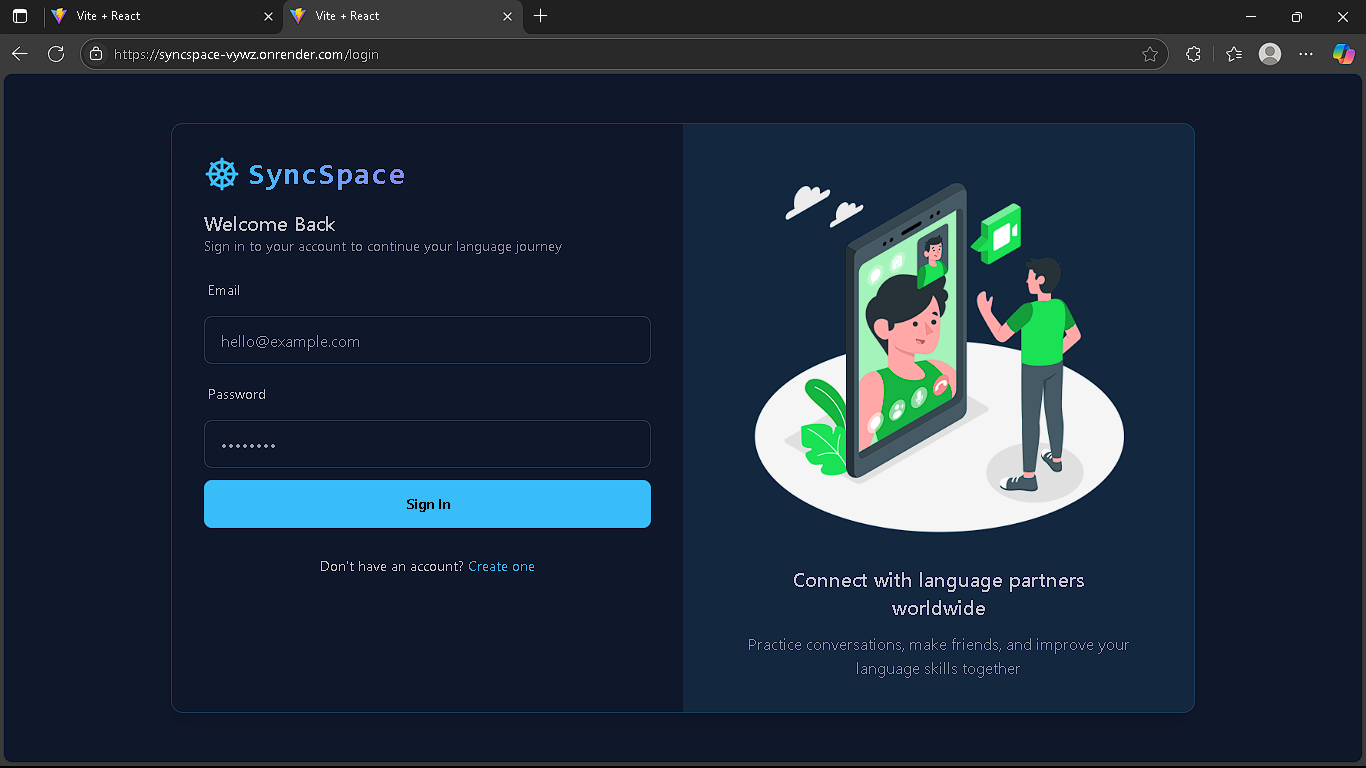 Vite + React
Vite + React
https://syncspace-vywz.onrender.com/login
SyncSpace
Welcome Back
Sign in to your account to continue your language journey
Email
hello@example.com
Password
••••••••
Sign In
Don't have an account? Create one
Connect with language partners
worldwide
Practice conversations, make friends, and improve your
language skills together